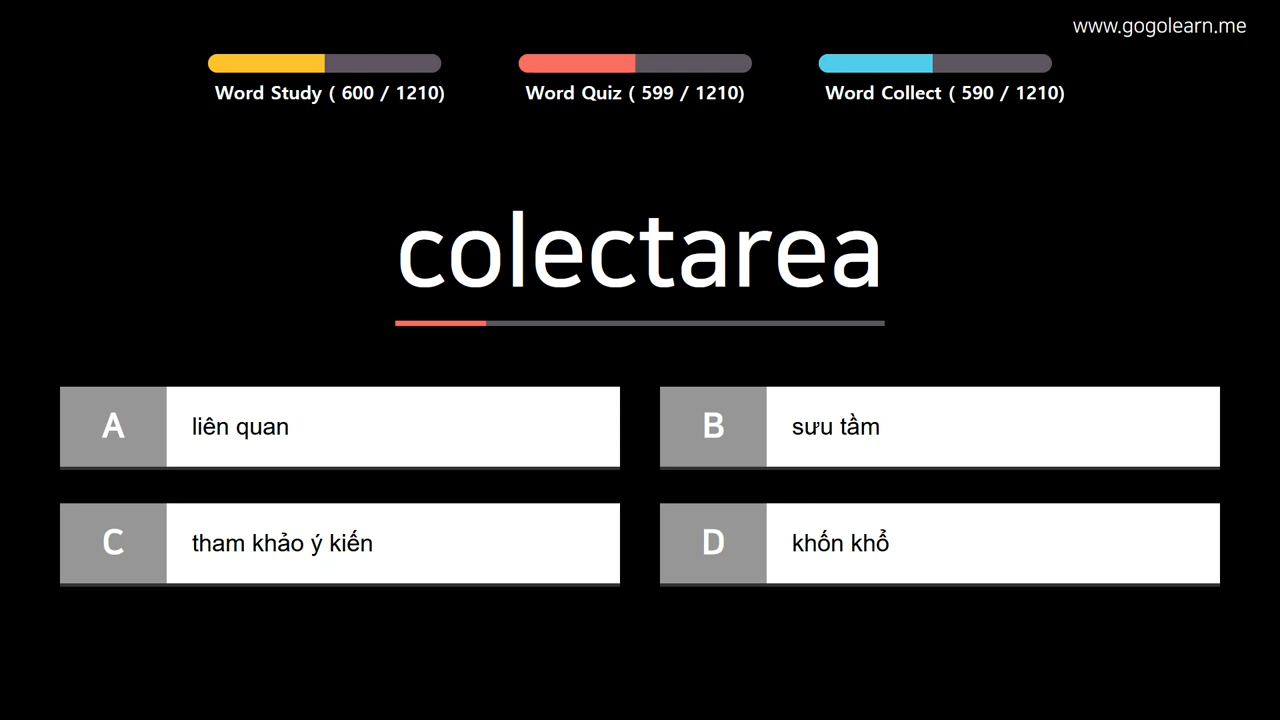 www.gogolearn.me
Word Study ( 600 / 1210)
Word Quiz ( 599 / 1210)
Word Collect ( 590 / 1210)
colectarea
A liên quan
B sưu tầm
C tham khảo ý kiến
D khốn khổ